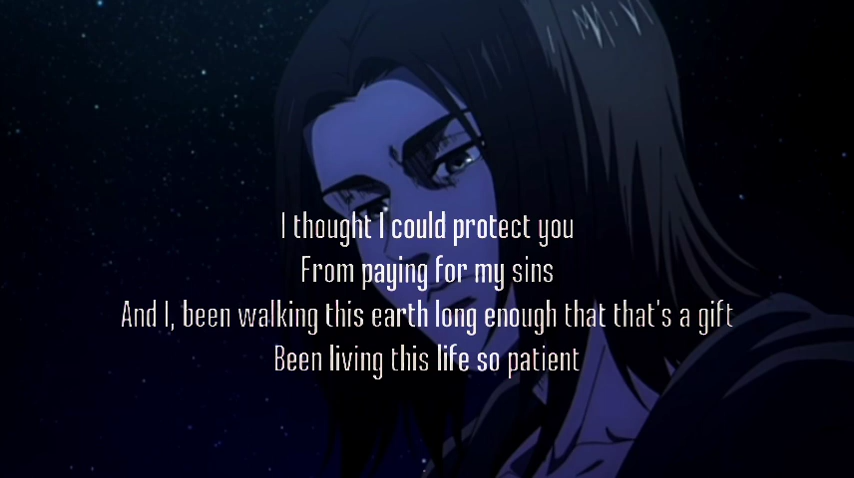 I thought I could protect you
From paying for my sins
And I, been walking this earth long enough that that's a gift
Been living this life so patient